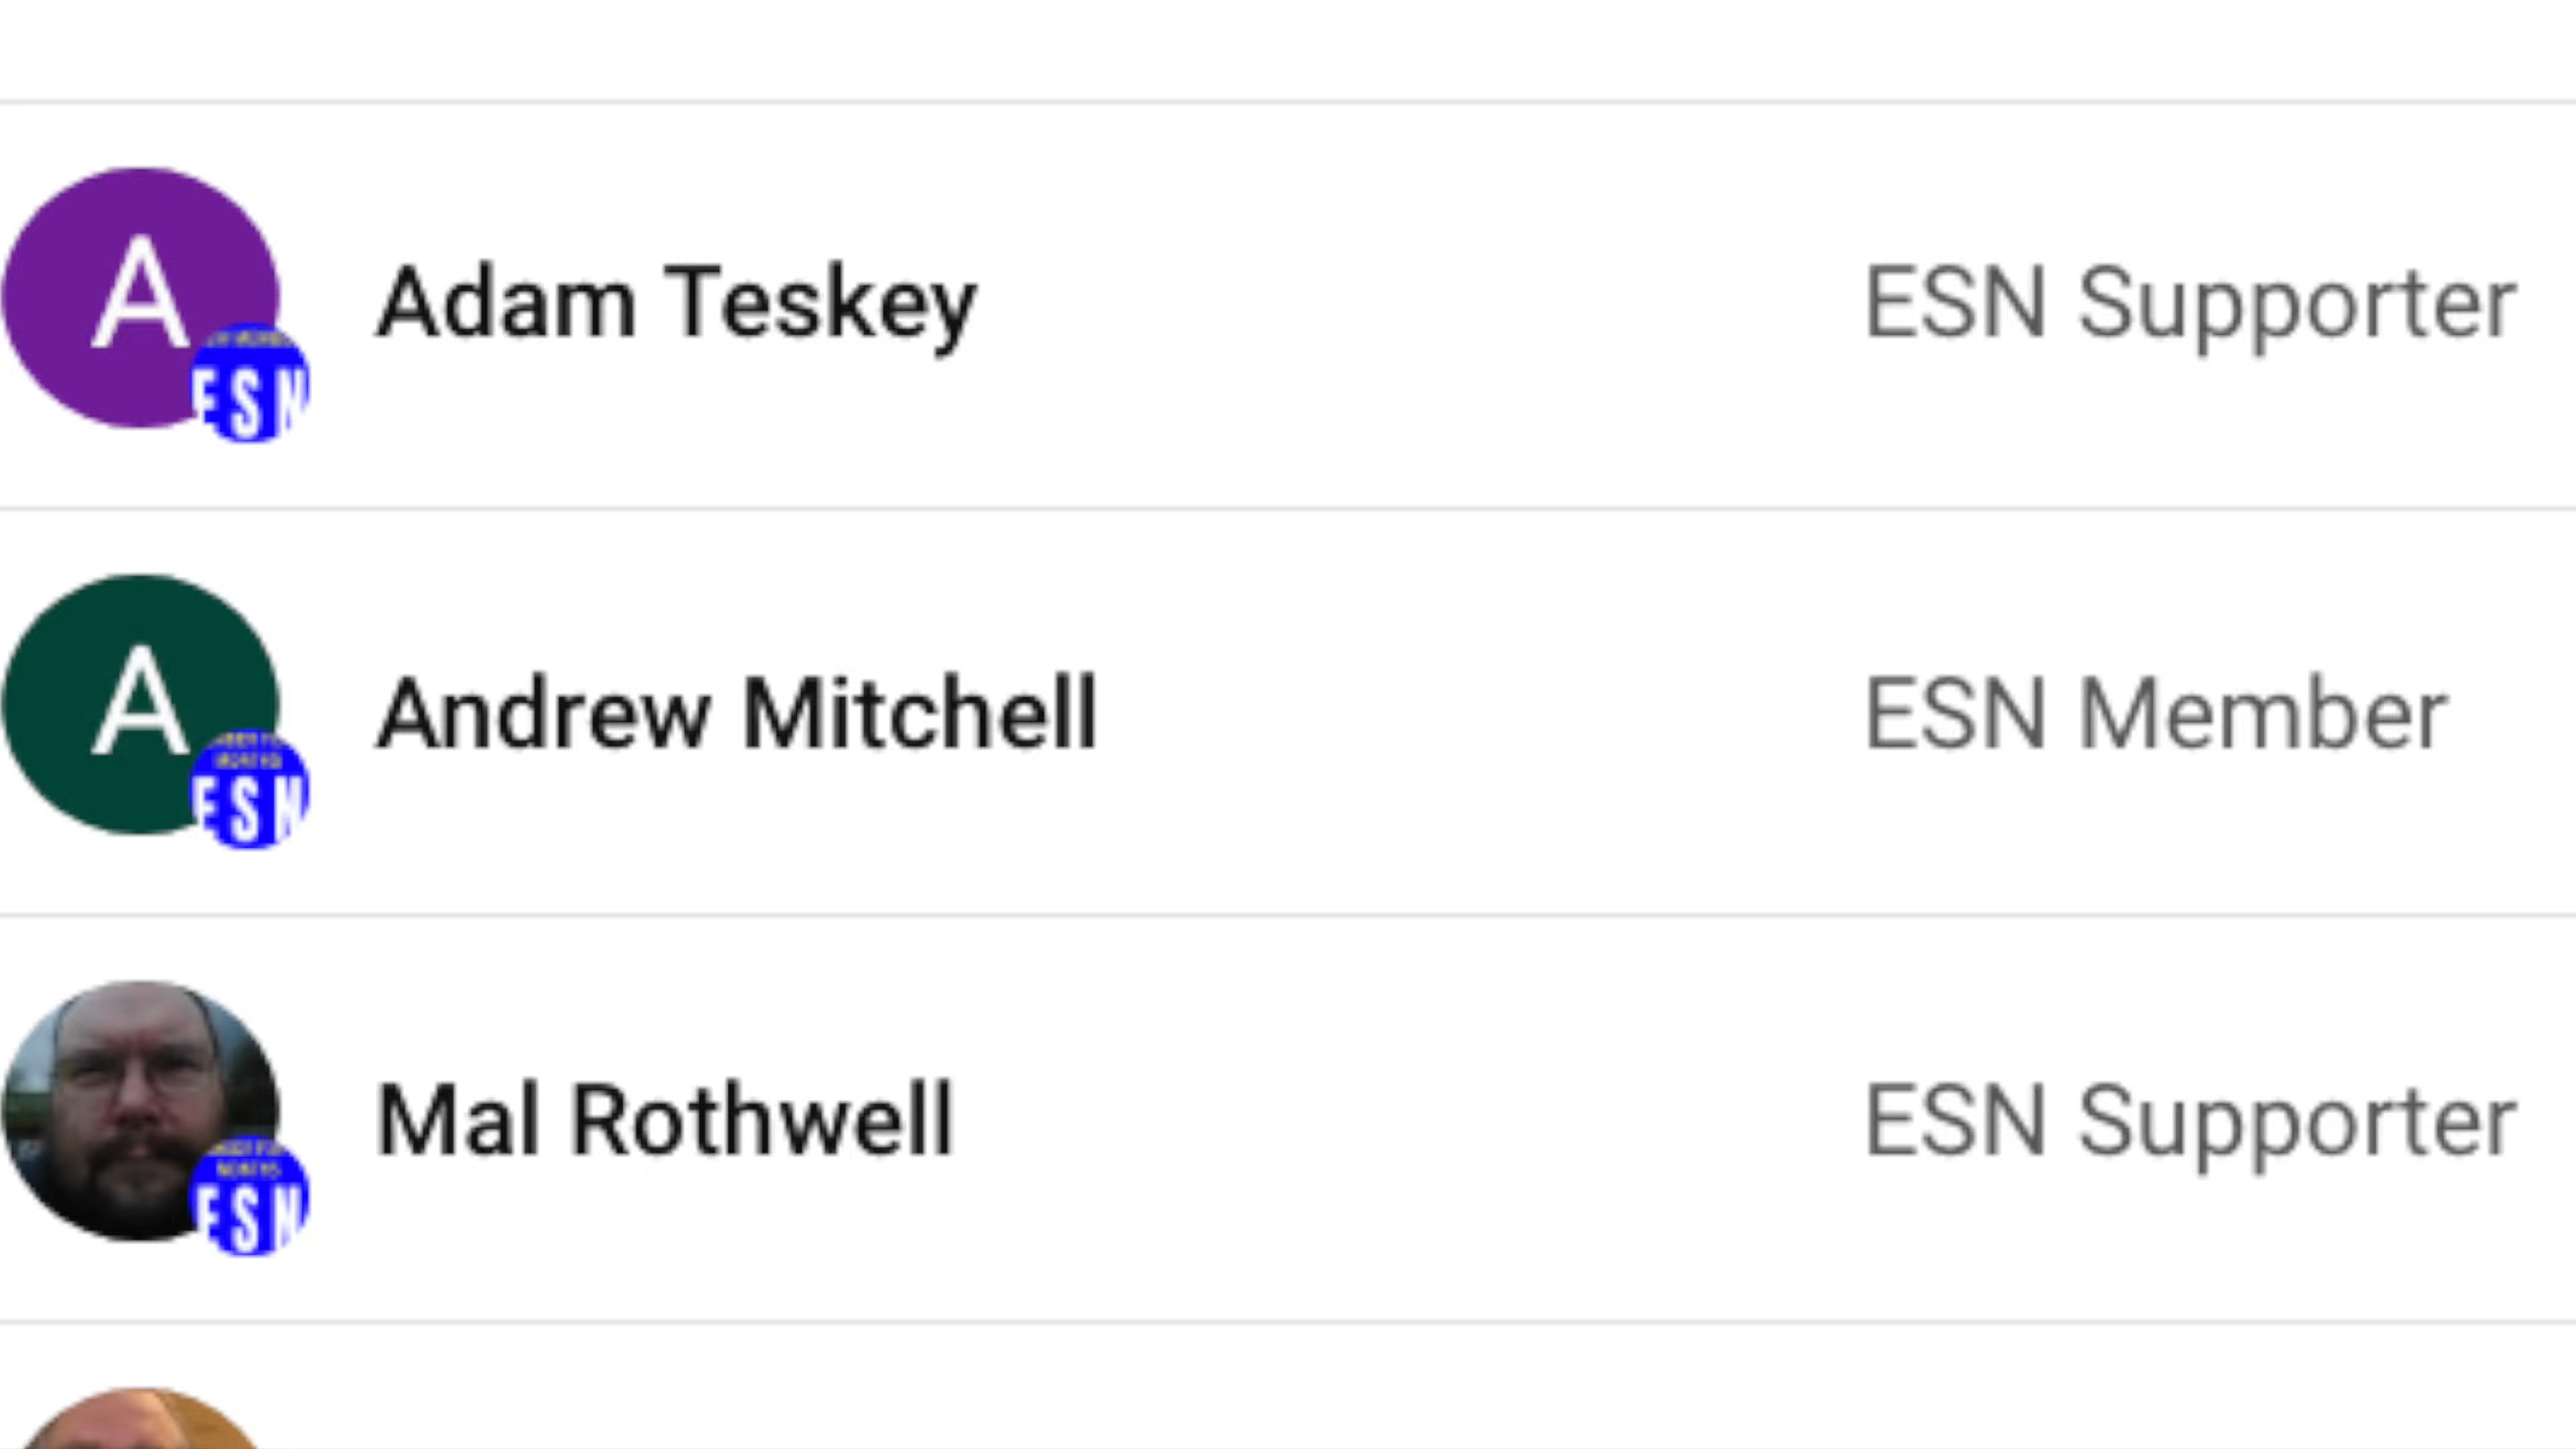 A
Adam Teskey
ESN Supporter
ESN
A
Andrew Mitchell
ESN Member
ESN
Mal Rothwell
ESN Supporter
ESN